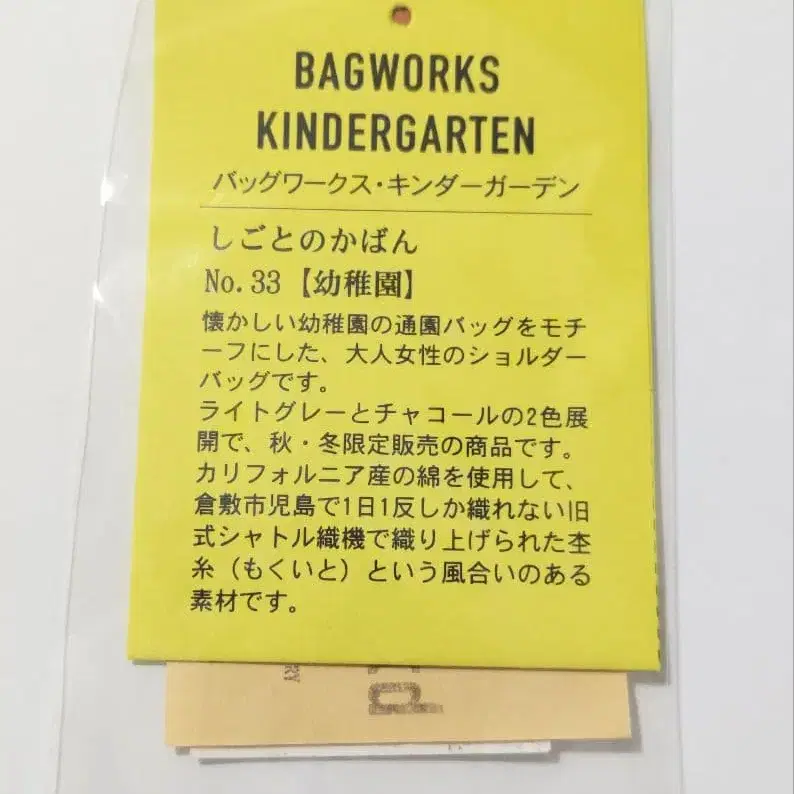 BAGWORKS
KINDERGARTEN
バッグワークス・キンダーガーデン
しごとのかばん
No.33【幼稚園】
懐かしい幼稚園の通園バッグをモチ
ーフにした、大人女性のショルダー
バッグです。
ライトグレーとチャコールの2色展
開で、秋・冬限定販売の商品です。
カリフォルニア産の綿を使用して、
倉敷市児島で1日1反しか織れない旧
式シャトル織機で織り上げられた杢
糸（もくいと）という風合いのある
素材です。